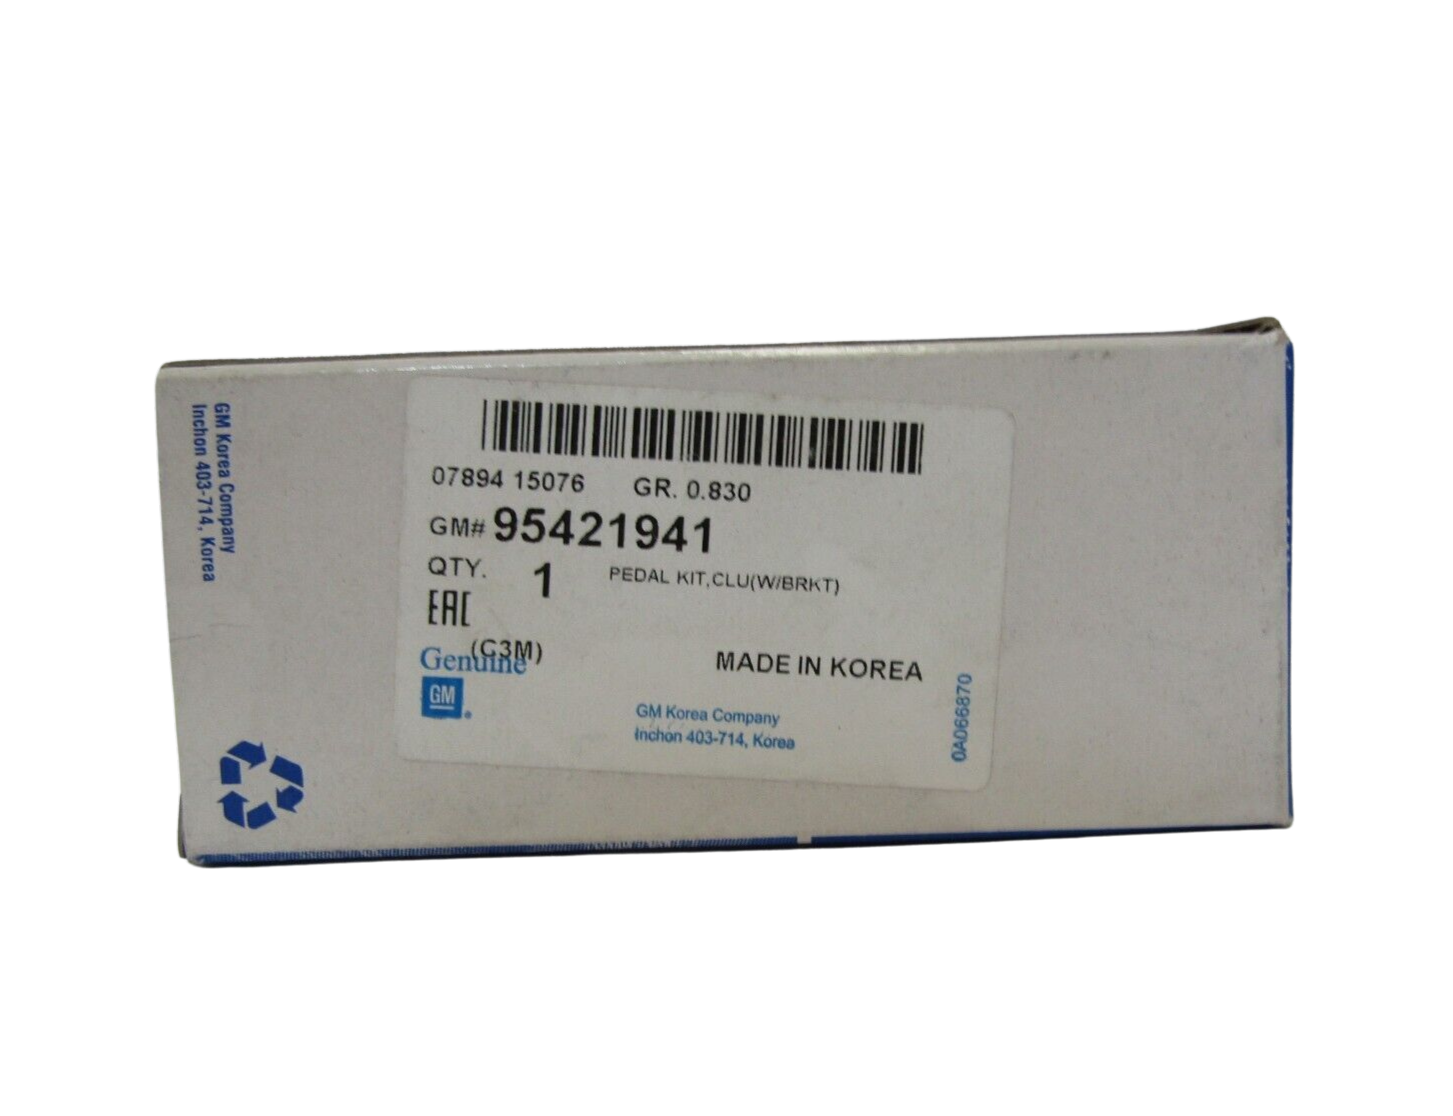 GM Korea Company
Inchon 403-714, Korea
07894 15076 GR. 0.830
GM# 95421941
QTY. 1 PEDAL KIT,CLU(W/BRKT)
EAC
(G3M)
Genuine
MADE IN KOREA
GM
GM Korea Company
Inchon 403-714, Korea
0A066870